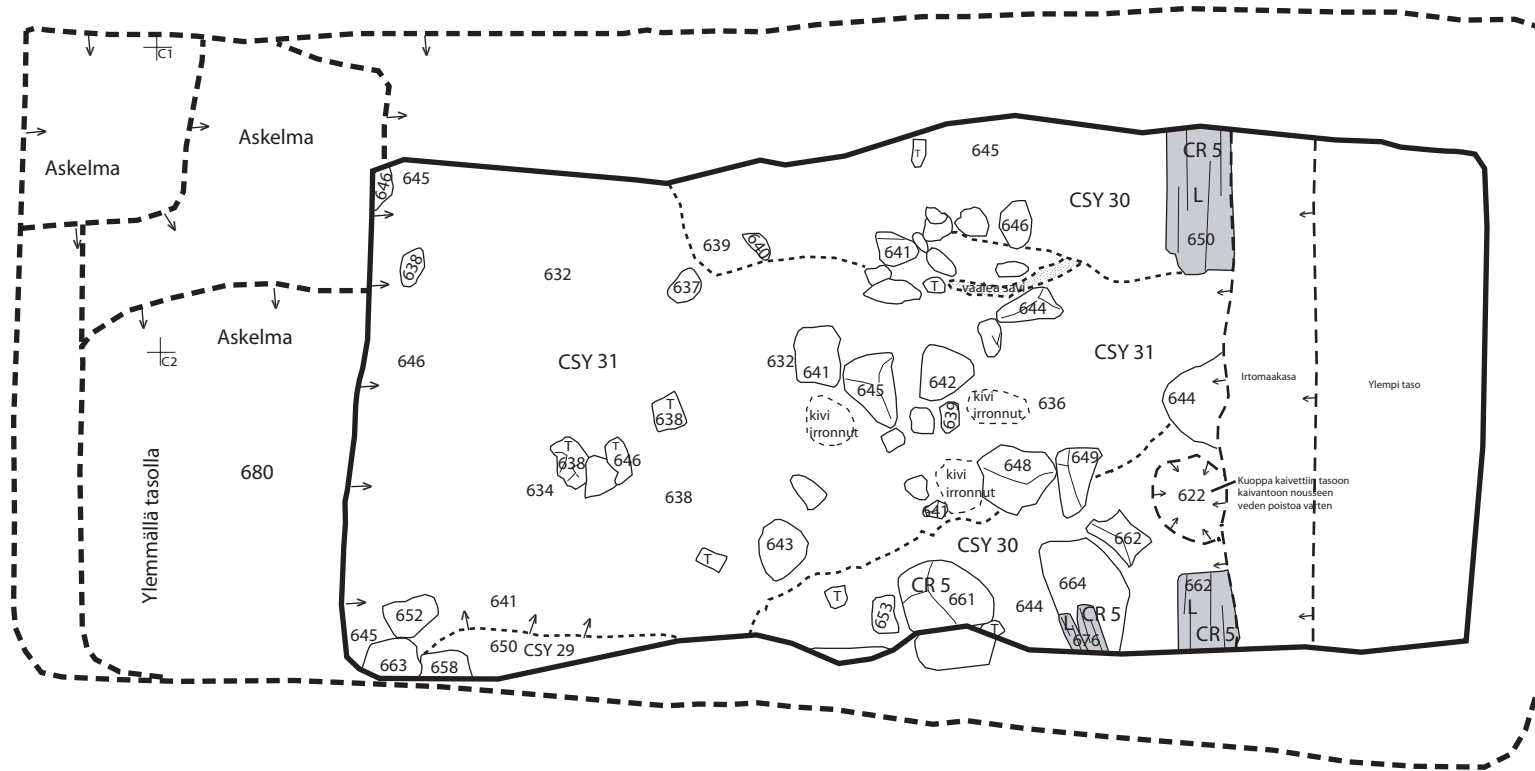 C1
Askelma
Askelma
T
645
CR 5
646
645
CSY 30
L
646
639
640
641
650
638
632
637
T
vaalea savi
644
Askelma
C2
646
CSY 31
632
641
645
642
CSY 31
Irtomaakasa
Ylempi taso
T
638
kivi
irronnut
639
kivi
irronnut
636
644
T
638
T
646
634
638
680
Ylemmällä tasolla
kivi
irronnut
641
648
649
622
Kuoppa kaivettiin tasoon
kaivantoon nousseen
veden poistoa varten
643
T
CSY 30
662
652
641
645
663
658
650
CSY 29
T
653
CR 5
661
T
644
664
L
CR 5
676
662
L
CR 5